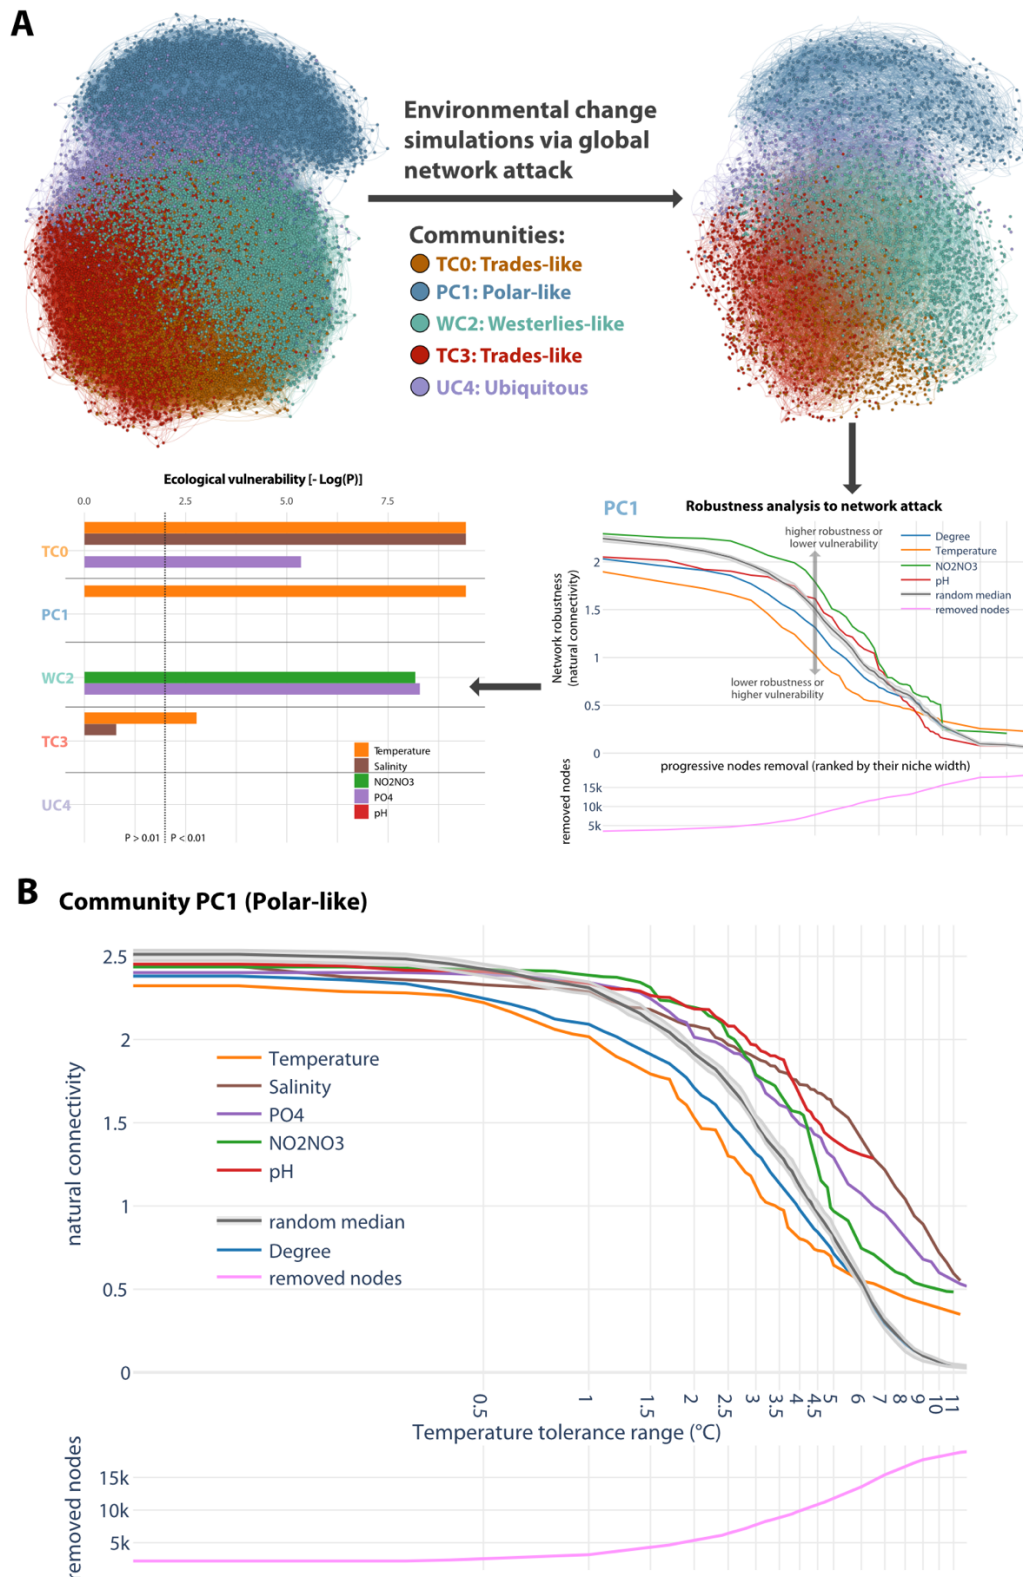 A
Environmental change
simulations via global
network attack
Communities:
TC0: Trades-like
PC1: Polar-like
WC2: Westerlies-like
TC3: Trades-like
UC4: Ubiquitous
Ecological vulnerability [- Log(P)]
0.0 2.5 5.0 7.5
TC0
PC1
WC2
TC3
UC4
Temperature
Salinity
NO2NO3
PO4
pH
P > 0.01 P < 0.01
PC1
Robustness analysis to network attack
higher robustness or
lower vulnerability
Degree
Temperature
NO2NO3
pH
random median
removed nodes
Network robustness
(natural connectivity)
2
1.5
1
0.5
0
lower robustness or
higher vulnerability
progressive nodes removal (ranked by their niche width)
removed nodes
15k
10k
5k
B
Community PC1 (Polar-like)
natural connectivity
2.5
2
1.5
1
0.5
0
Temperature
Salinity
PO4
NO2NO3
pH
random median
Degree
removed nodes
0.5 1 1.5 2 2.5 3 3.5 4 4.5 5 6 7 8 9 10 11
Temperature tolerance range (°C)
removed nodes
15k
10k
5k